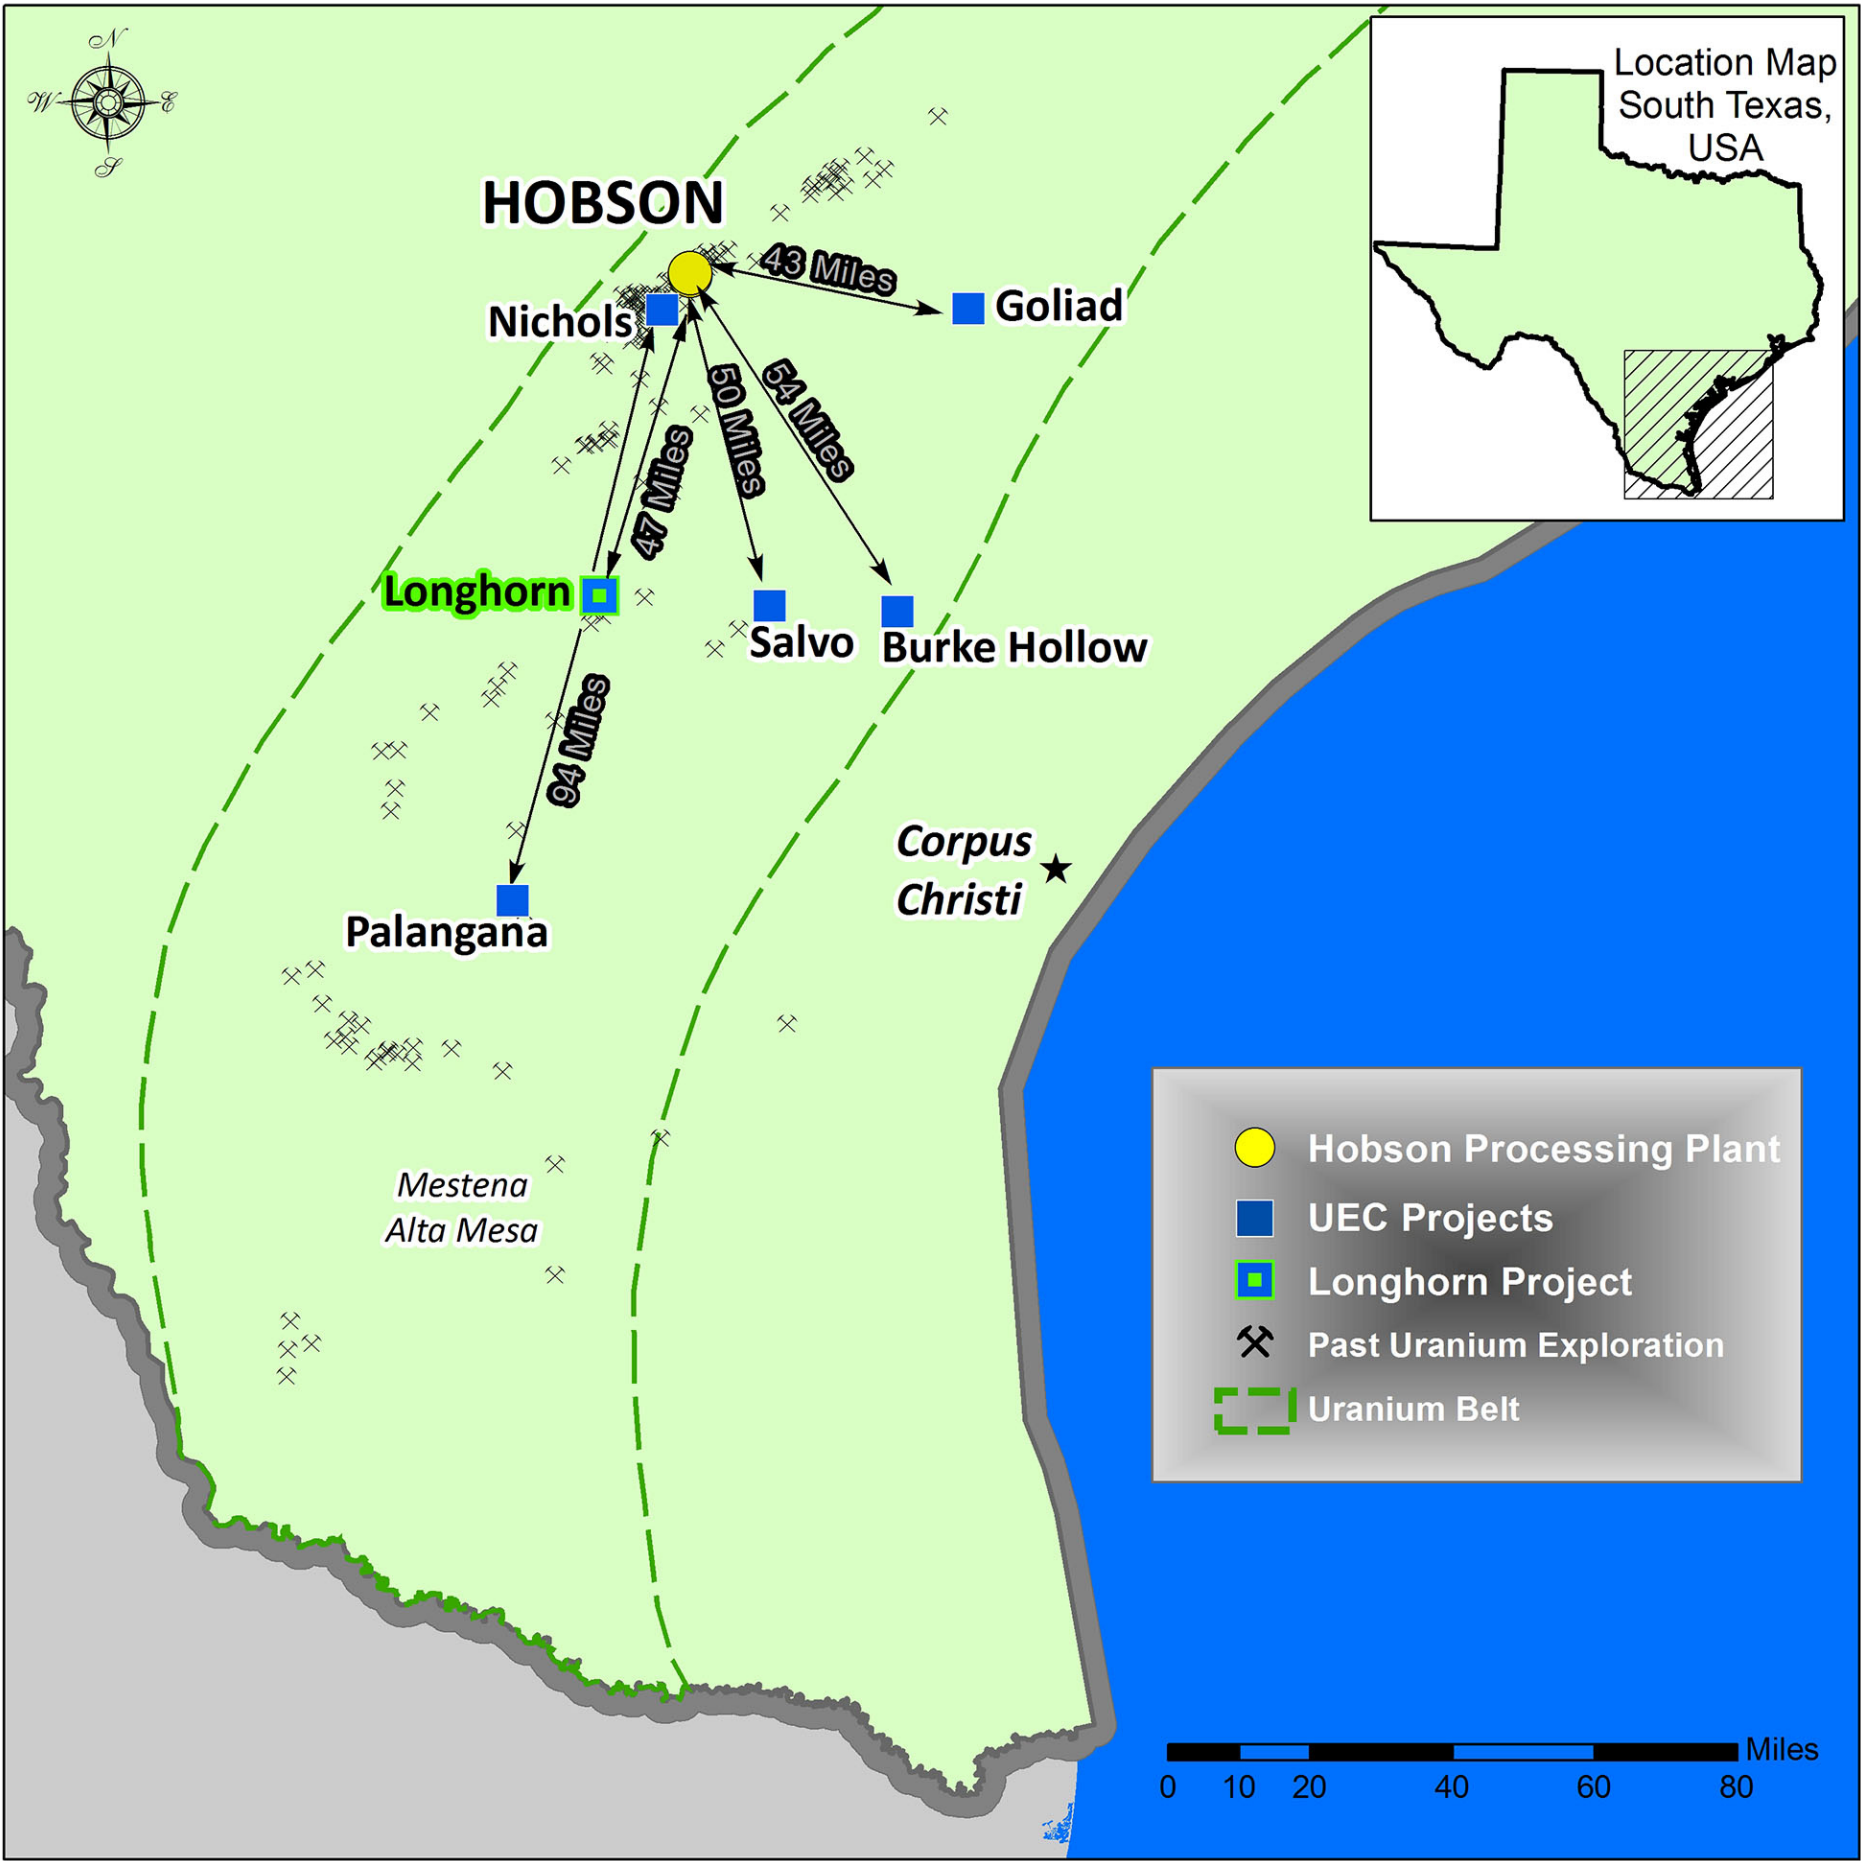 N
W
E
S
Location Map
South Texas,
USA
HOBSON
43 Miles
Nichols
Goliad
50 Miles
54 Miles
47 Miles
Longhorn
Salvo
Burke Hollow
94 Miles
Corpus
Christi
Palangana
Mestena
Alta Mesa
Hobson Processing Plant
UEC Projects
Longhorn Project
Past Uranium Exploration
Uranium Belt
Miles
0 10 20 40 60 80